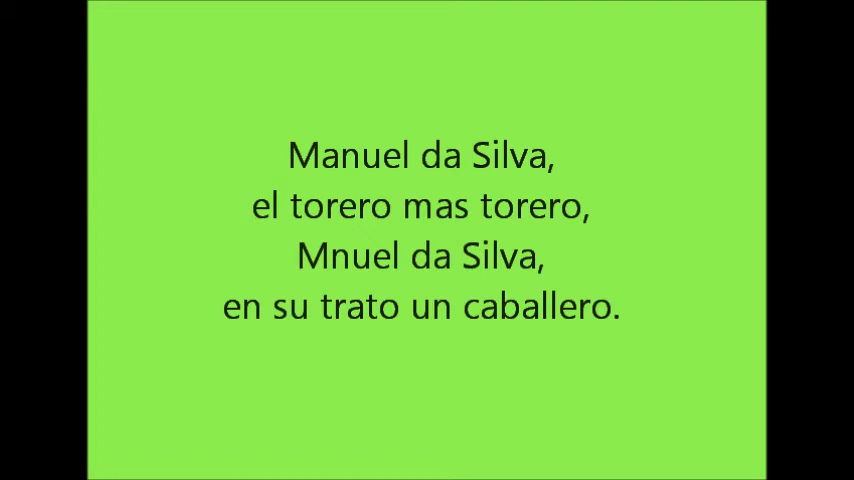 Manuel da Silva,
el torero mas torero,
Mnuel da Silva,
en su trato un caballero.